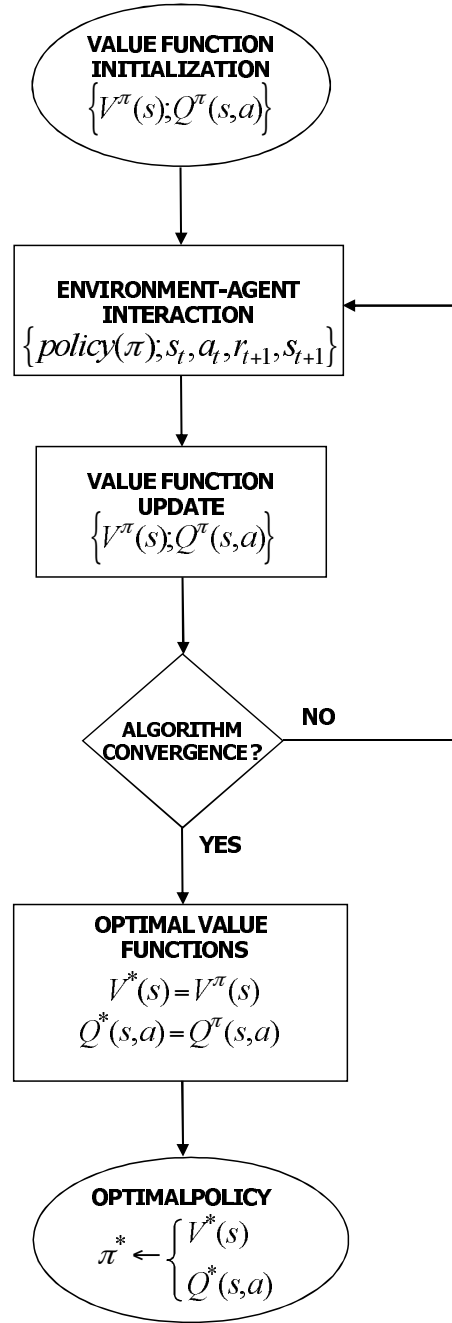 VALUE FUNCTION
INITIALIZATION
{V^π(s);Q^π(s,a)}
ENVIRONMENT-AGENT
INTERACTION
{policy(π);s_t,a_t,r_{t+1},s_{t+1}}
VALUE FUNCTION
UPDATE
{V^π(s);Q^π(s,a)}
ALGORITHM
CONVERGENCE?
NO
YES
OPTIMAL VALUE
FUNCTIONS
V^*(s)=V^π(s)
Q^*(s,a)=Q^π(s,a)
OPTIMALPOLICY
π^* ← { V^*(s)
Q^*(s,a)